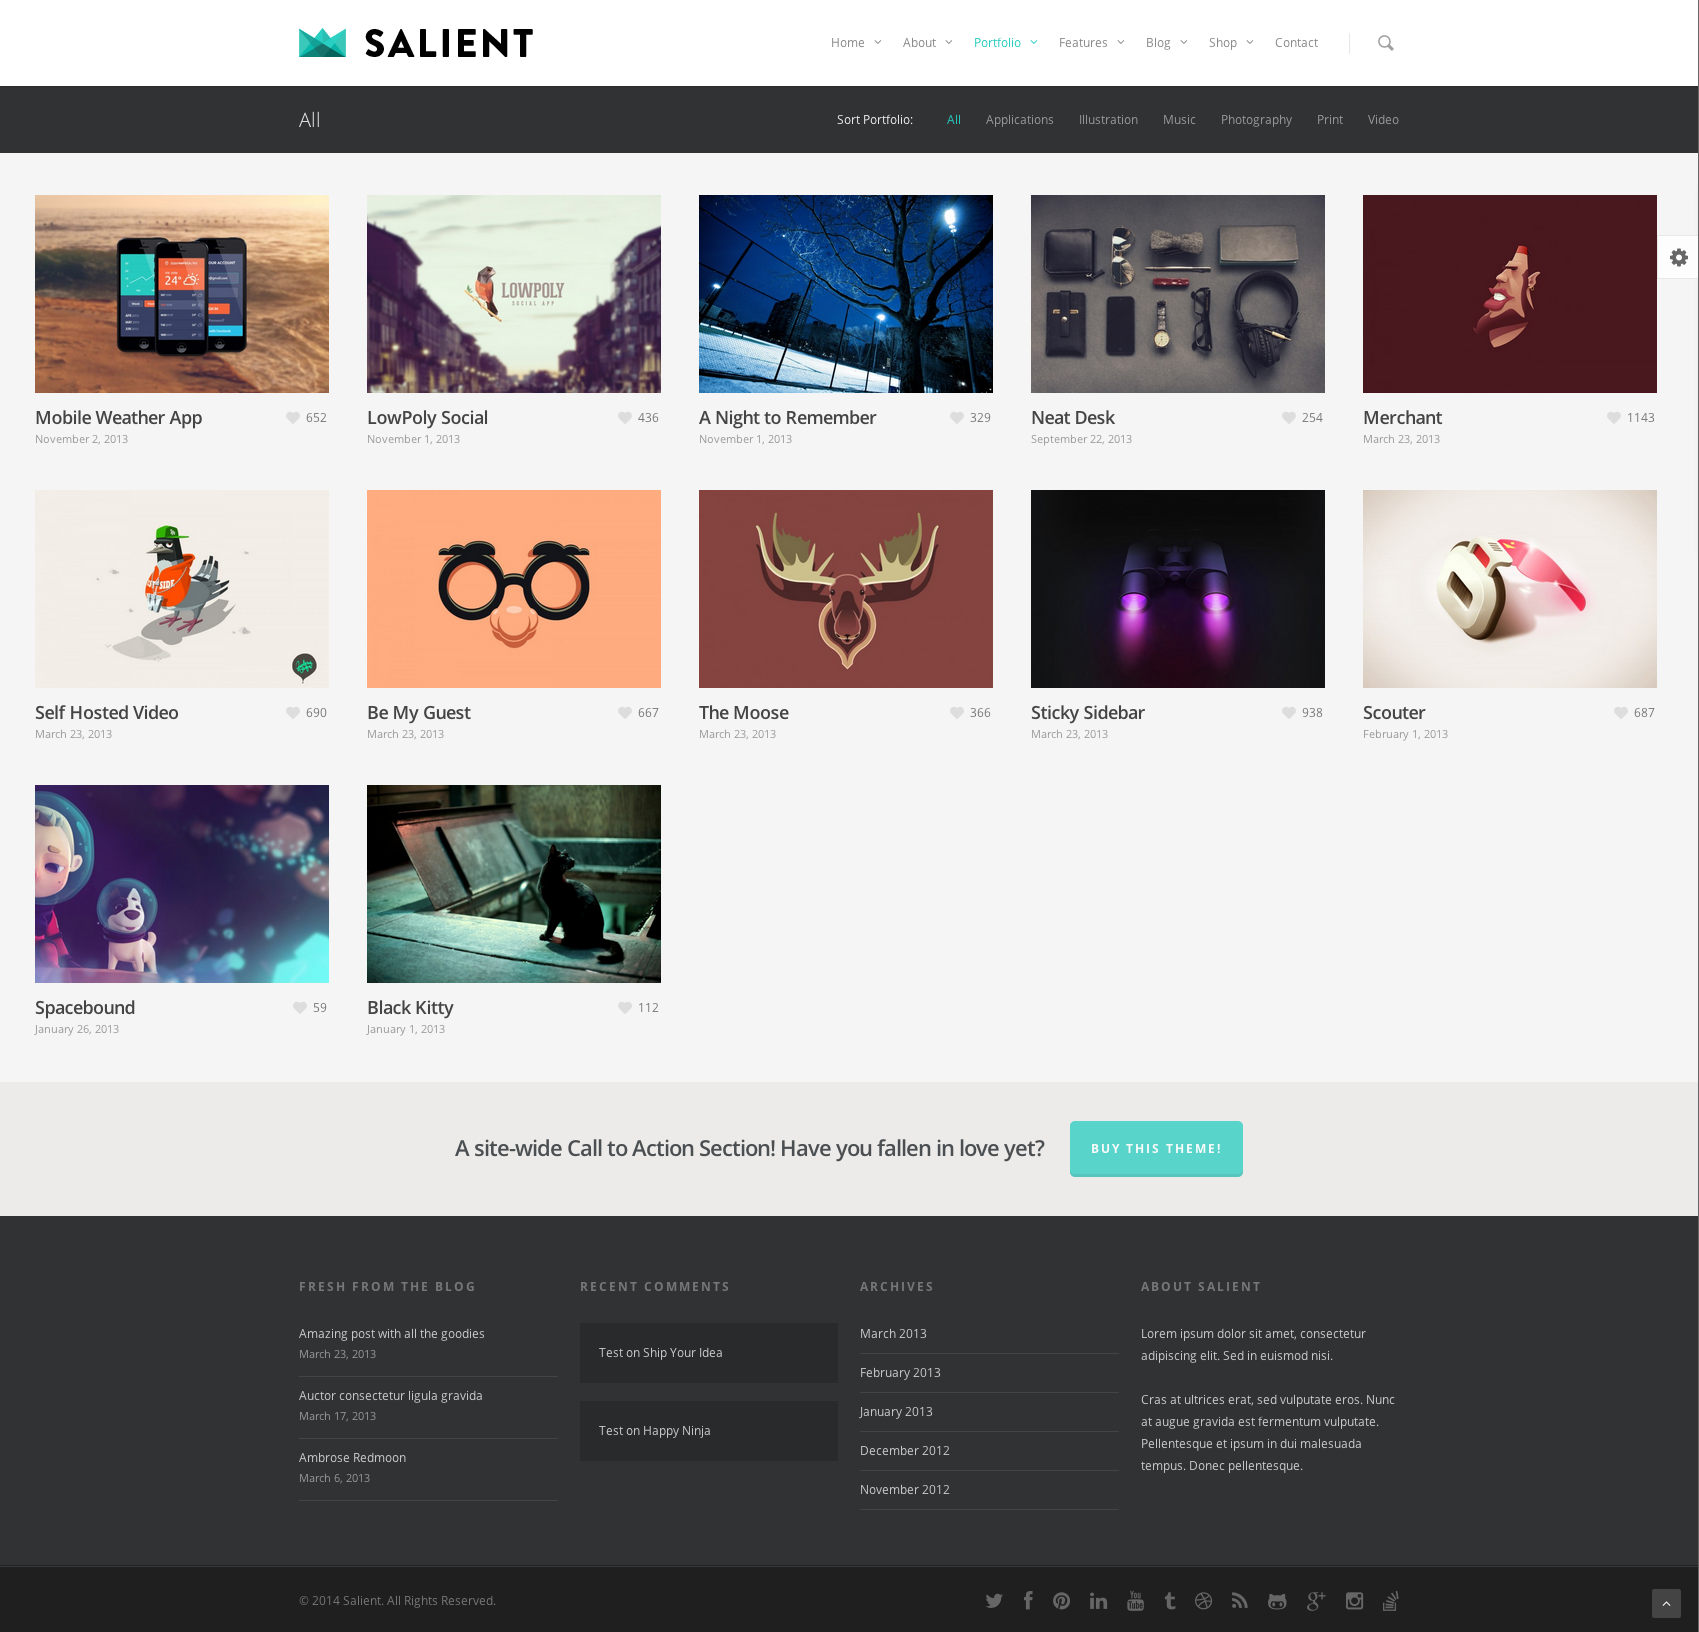 SALIENT
Home About Portfolio Features Blog Shop Contact
All
Sort Portfolio: All Applications Illustration Music Photography Print Video
24°
LOWPOLY
SOCIAL APP
Mobile Weather App 652
November 2, 2013
LowPoly Social 436
November 1, 2013
A Night to Remember 329
November 1, 2013
Neat Desk 254
September 22, 2013
Merchant 1143
March 23, 2013
Self Hosted Video 690
March 23, 2013
Be My Guest 667
March 23, 2013
The Moose 366
March 23, 2013
Sticky Sidebar 938
March 23, 2013
Scouter 687
February 1, 2013
Spacebound 59
January 26, 2013
Black Kitty 112
January 1, 2013
A site-wide Call to Action Section! Have you fallen in love yet?
BUY THIS THEME!
FRESH FROM THE BLOG
Amazing post with all the goodies
March 23, 2013
Auctor consectetur ligula gravida
March 17, 2013
Ambrose Redmoon
March 6, 2013
RECENT COMMENTS
Test on Ship Your Idea
Test on Happy Ninja
ARCHIVES
March 2013
February 2013
January 2013
December 2012
November 2012
ABOUT SALIENT
Lorem ipsum dolor sit amet, consectetur
adipiscing elit. Sed in euismod nisi.
Cras at ultrices erat, sed vulputate eros. Nunc
at augue gravida est fermentum vulputate.
Pellentesque et ipsum in dui malesuada
tempus. Donec pellentesque.
© 2014 Salient. All Rights Reserved.